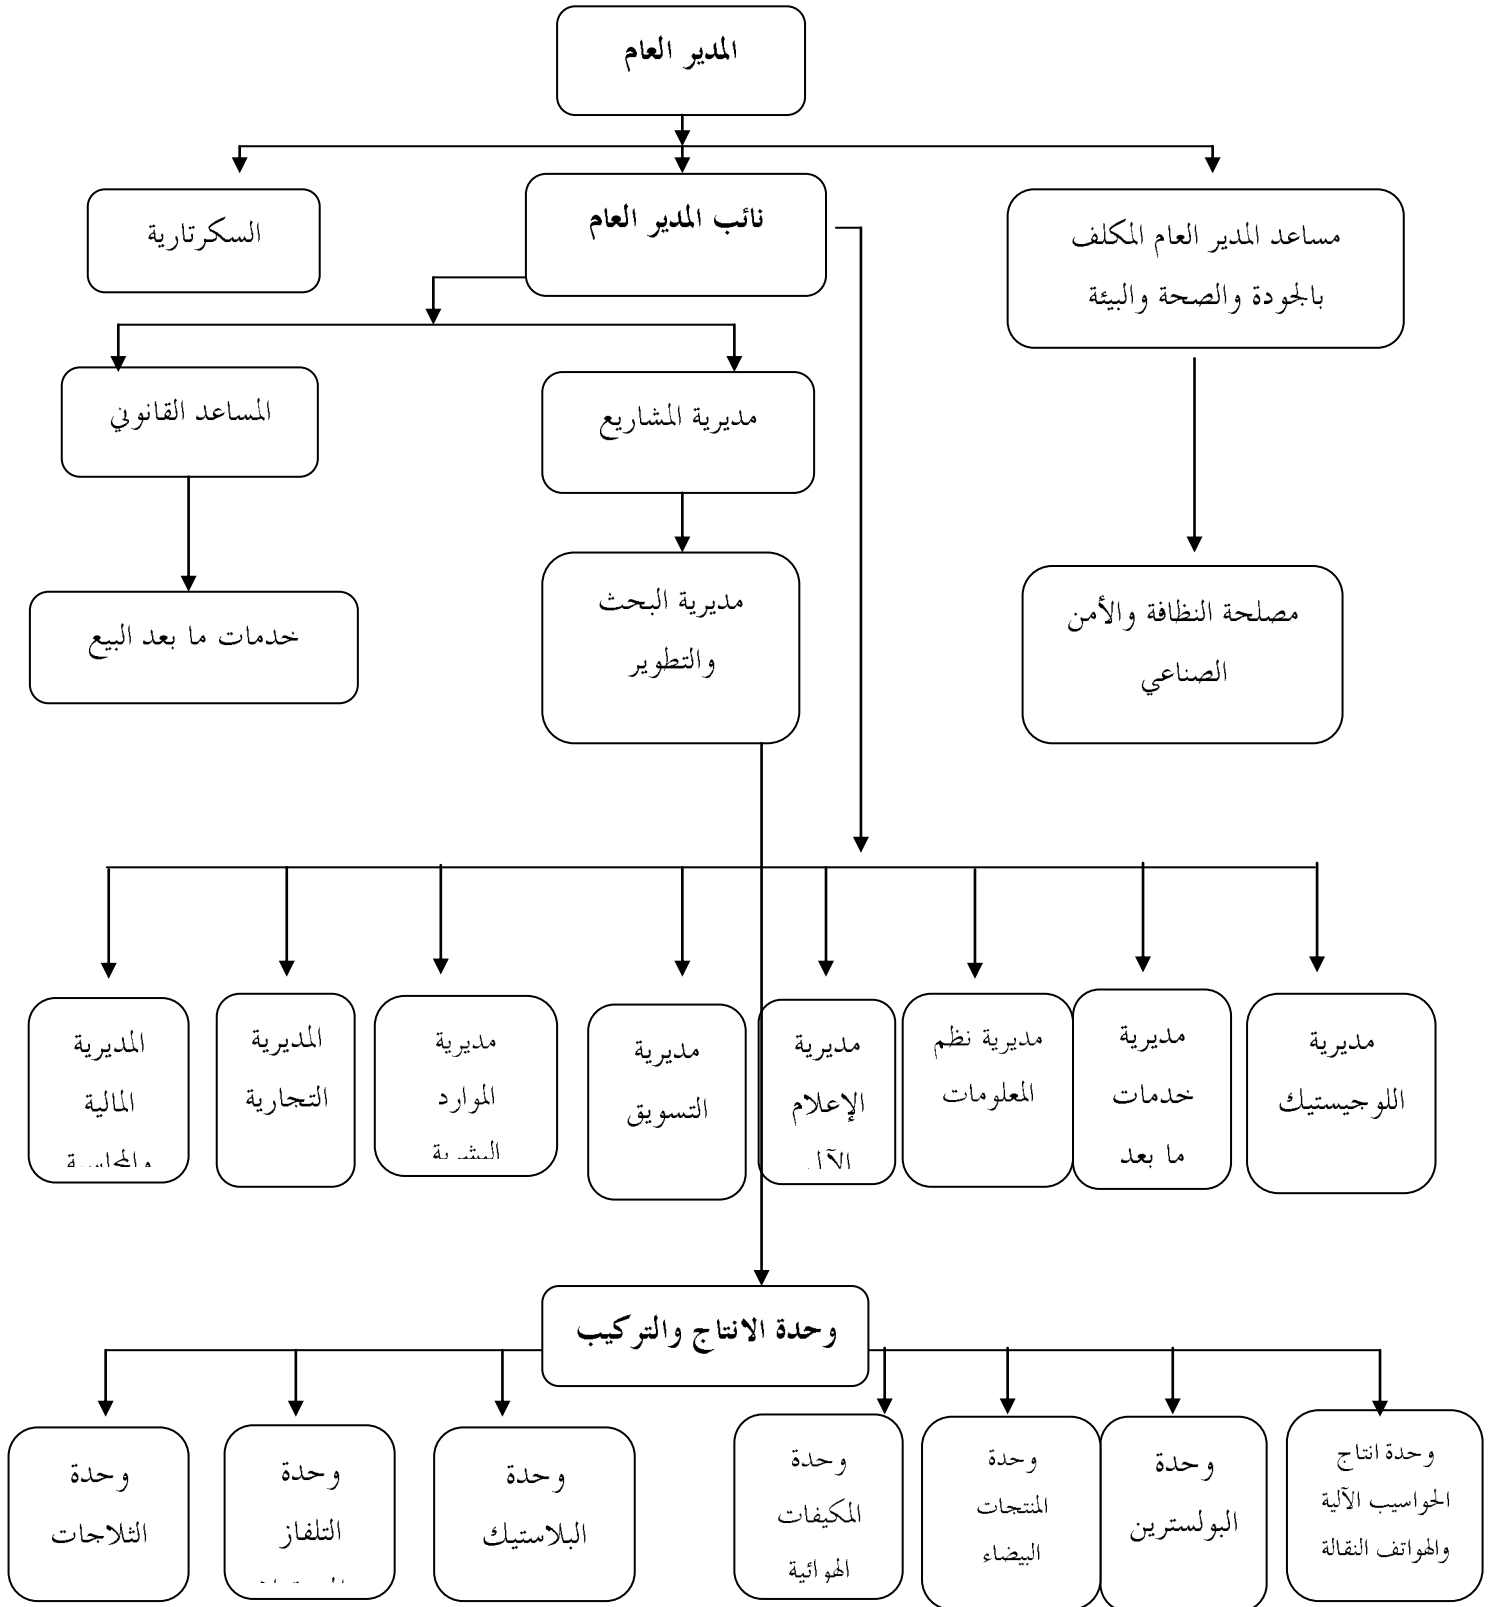 المدير العام
مساعد المدير العام المكلف
بالجودة والصحة والبيئة
نائب المدير العام
السكرتارية
مديرية المشاريع
المساعد القانوني
مصلحة النظافة والأمن
الصناعي
مديرية البحث
والتطوير
خدمات ما بعد البيع
مديرية
اللوجيستيك
مديرية
خدمات
ما بعد
مديرية نظم
المعلومات
مديرية
الإعلام
مديرية
التسويق
مديرية
الموارد
البشرية
المديرية
التجارية
المديرية
المالية
والمحاسبة
وحدة الانتاج والتركيب
وحدة انتاج
الحواسيب الآلية
والهواتف النقالة
وحدة
البولسترين
وحدة
المنتجات
البيضاء
وحدة
المكيفات
الهوائية
وحدة
البلاستيك
وحدة
التلفاز
وحدة
الثلاجات